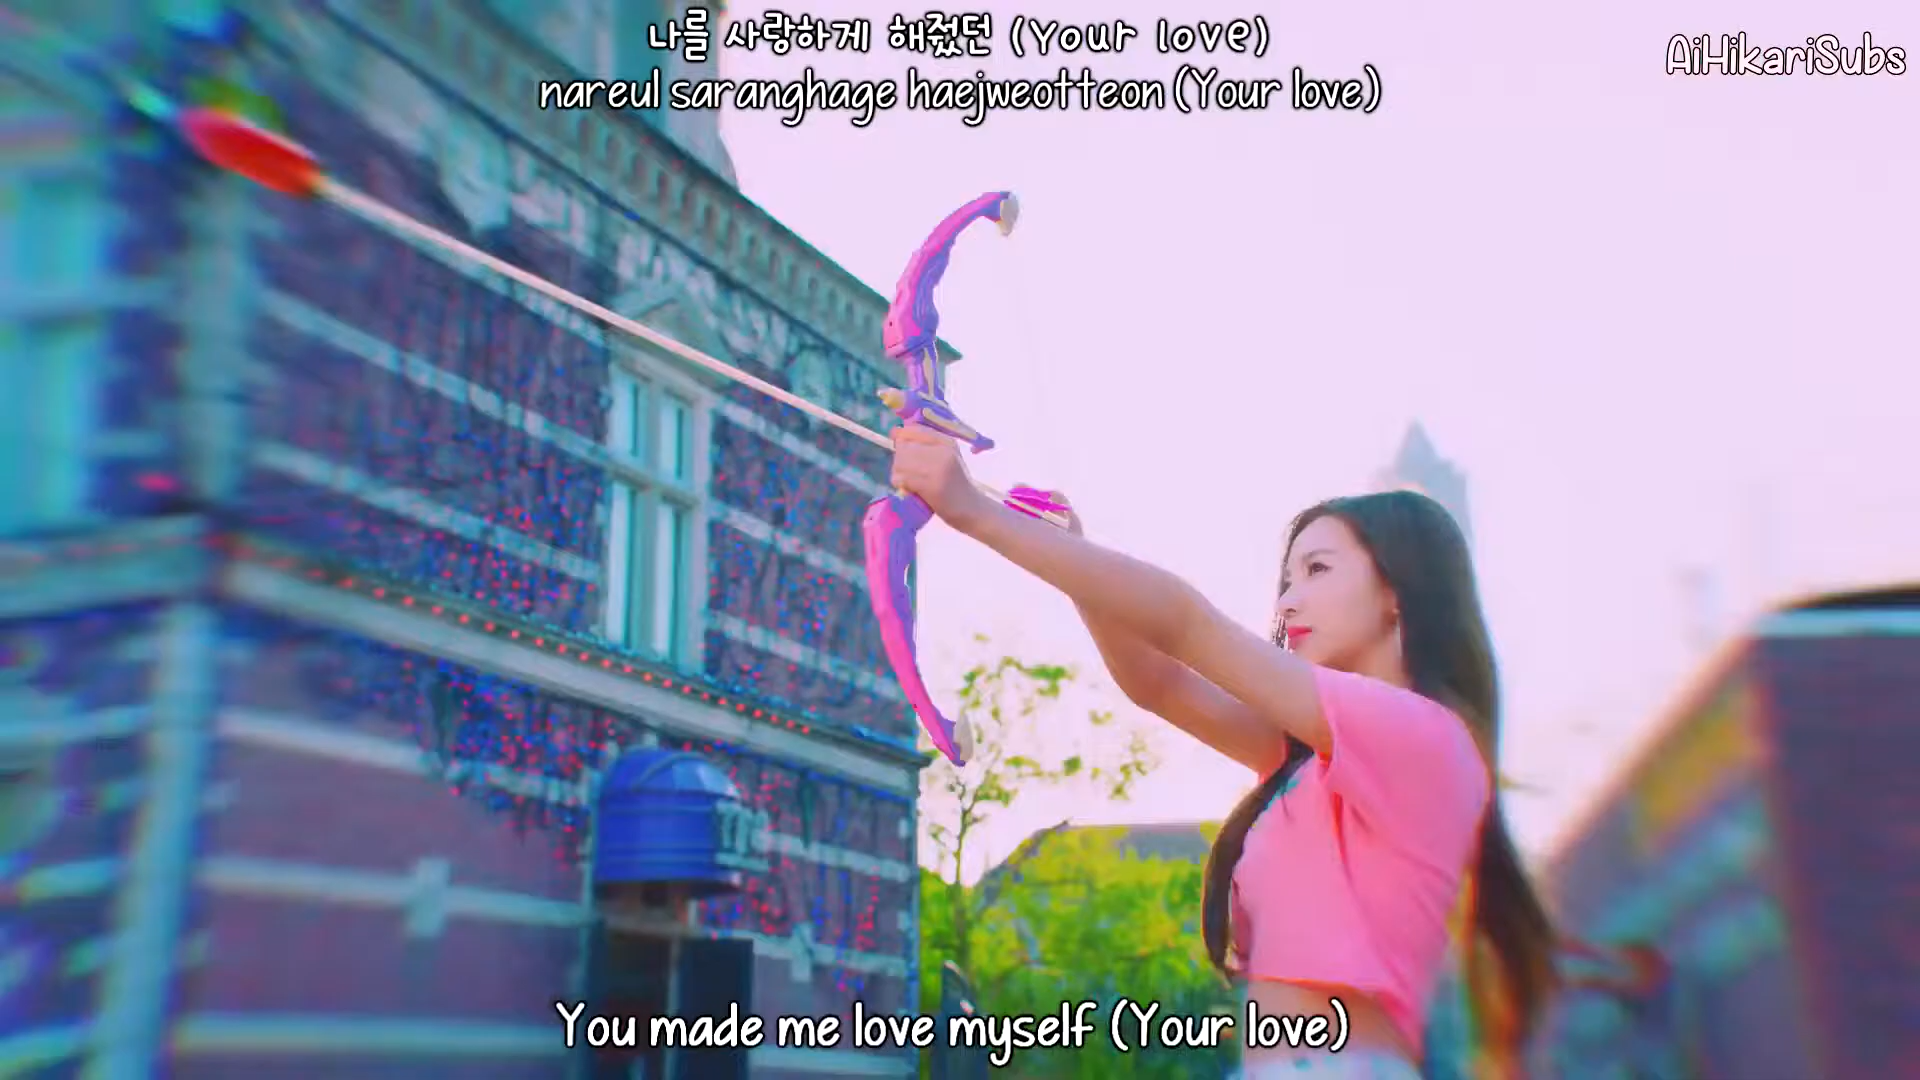 나를 사랑하게 해줬던 (Your love)
nareul saranghage haejweotteon (Your love)
AiHikariSubs
You made me love myself (Your love)